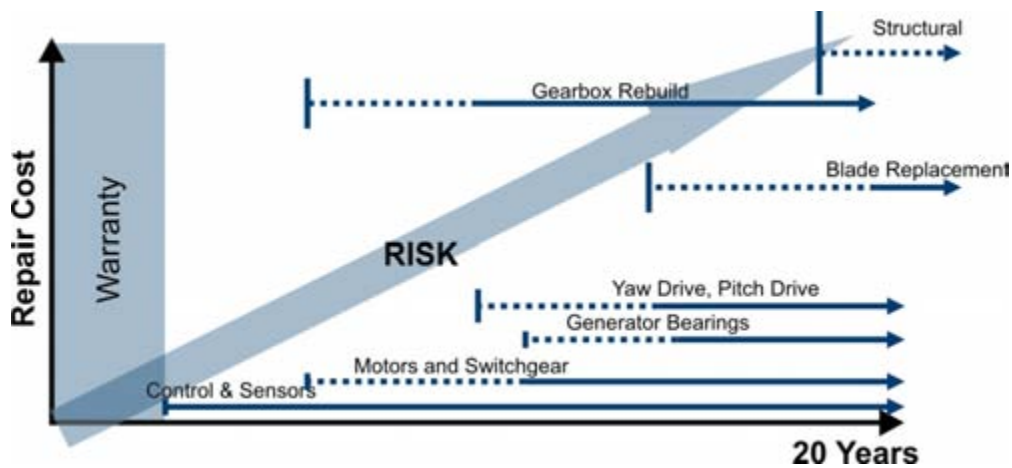 Structural
Gearbox Rebuild
Blade Replacement
Repair Cost
Warranty
RISK
Yaw Drive, Pitch Drive
Generator Bearings
Motors and Switchgear
Control & Sensors
20 Years